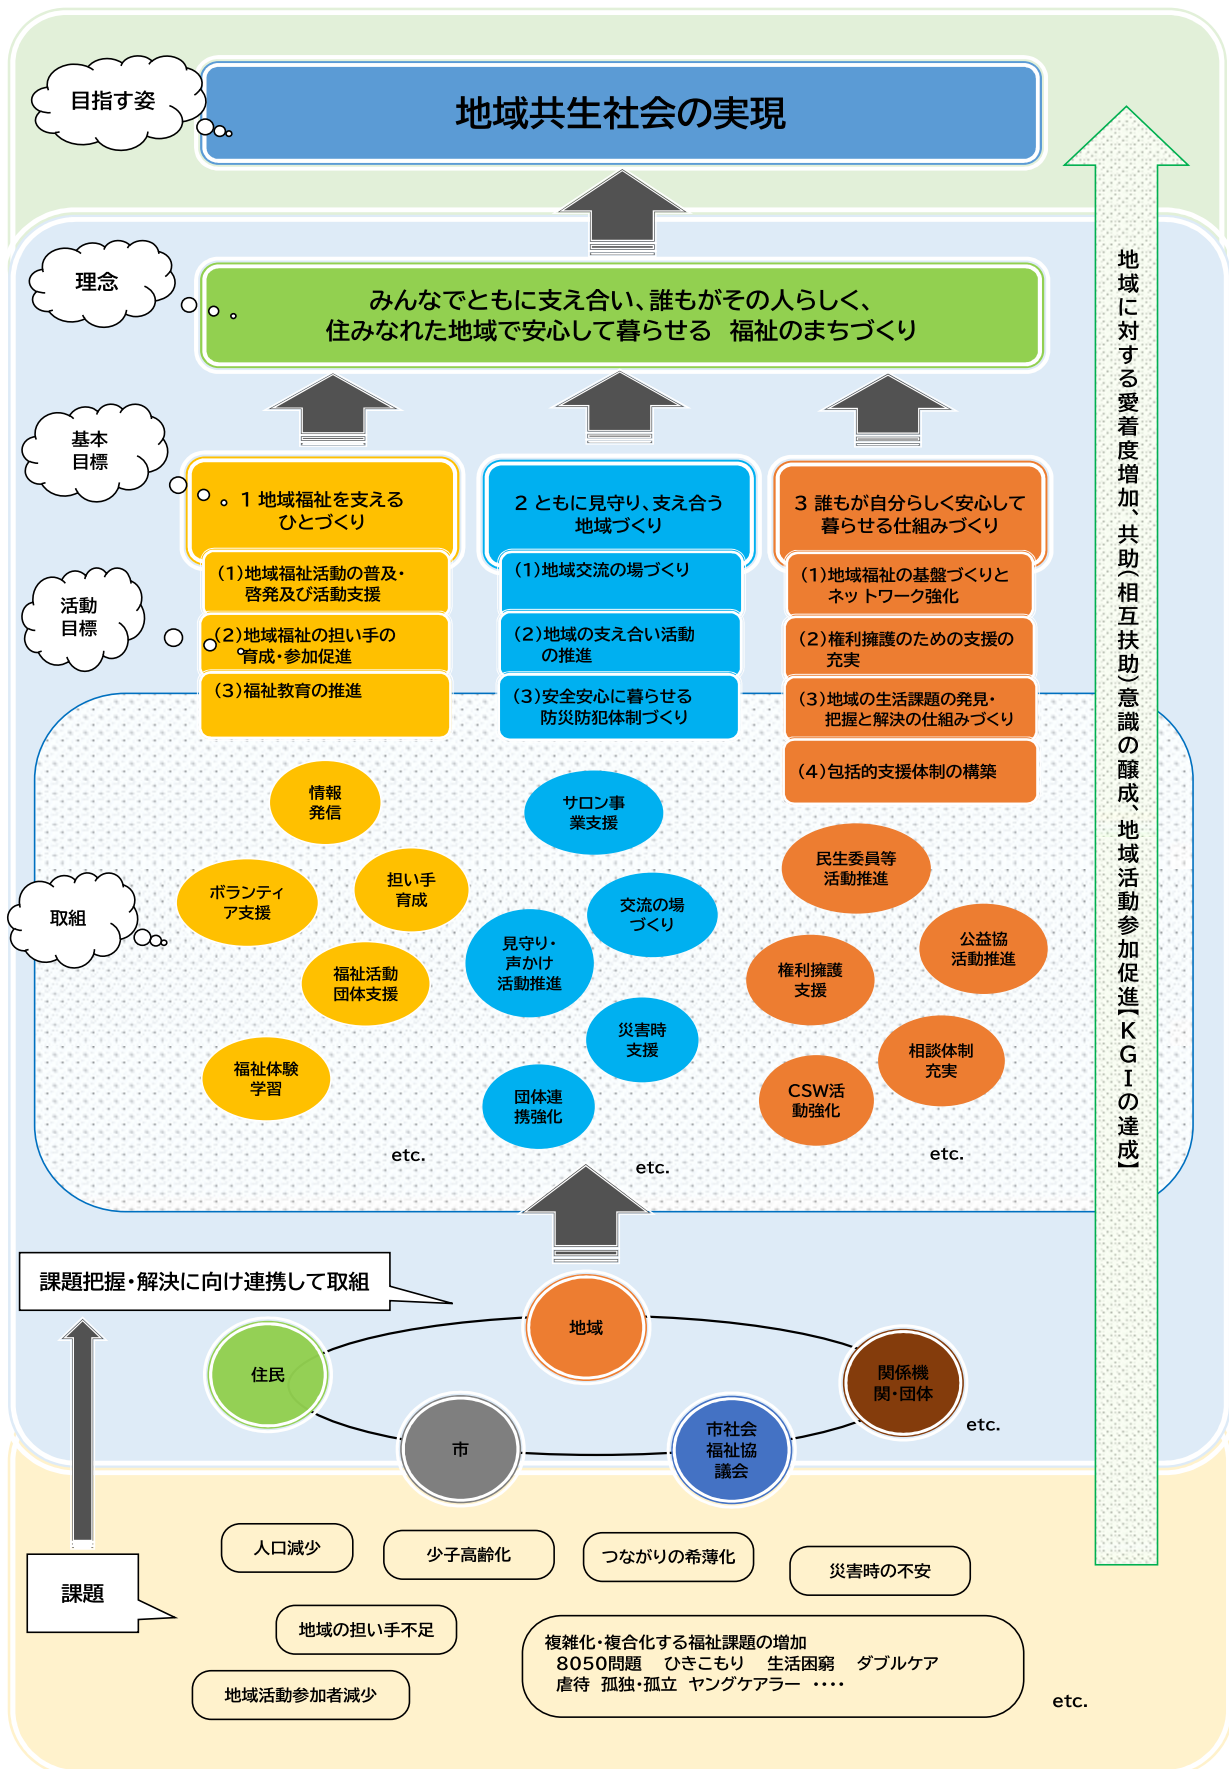 目指す姿
地域共生社会の実現
理念
みんなでともに支え合い、誰もがその人らしく、
住みなれた地域で安心して暮らせる　福祉のまちづくり
基本
目標
1 地域福祉を支える
ひとづくり
2 ともに見守り、支え合う
地域づくり
3 誰もが自分らしく安心して
暮らせる仕組みづくり
活動
目標
(1)地域福祉活動の普及・
啓発及び活動支援
(2)地域福祉の担い手の
育成・参加促進
(3)福祉教育の推進
(1)地域交流の場づくり
(2)地域の支え合い活動
の推進
(3)安全安心に暮らせる
防災防犯体制づくり
(1)地域福祉の基盤づくりと
ネットワーク強化
(2)権利擁護のための支援の
充実
(3)地域の生活課題の発見・
把握と解決の仕組みづくり
(4)包括的支援体制の構築
取組
情報
発信
ボランティ
ア支援
担い手
育成
福祉活動
団体支援
福祉体験
学習
etc.
サロン事
業支援
交流の場
づくり
見守り・
声かけ
活動推進
災害時
支援
団体連
携強化
etc.
民生委員等
活動推進
公益協
活動推進
権利擁護
支援
相談体制
充実
CSW活
動強化
etc.
地域に対する愛着度増加、共助(相互扶助)意識の醸成、地域活動参加促進【KGIの達成】
課題把握・解決に向け連携して取組
地域
住民
関係機
関・団体
市
市社会
福祉協
議会
etc.
課題
人口減少
少子高齢化
つながりの希薄化
災害時の不安
地域の担い手不足
地域活動参加者減少
複雑化・複合化する福祉課題の増加
8050問題　ひきこもり　生活困窮　ダブルケア
虐待　孤独・孤立　ヤングケアラー　・・・・
etc.